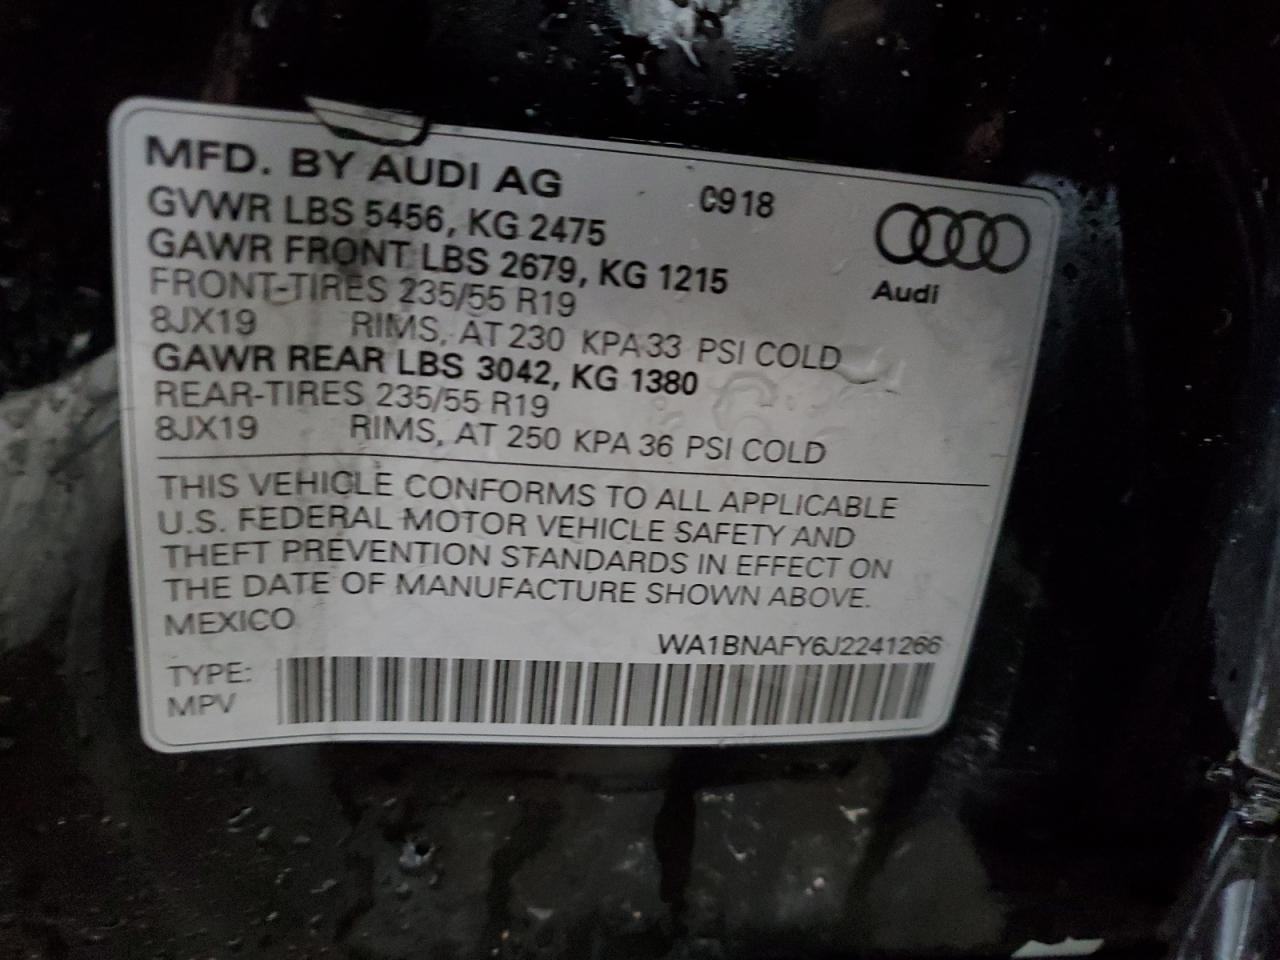 MFD. BY AUDI AG C918
GVWR LBS 5456, KG 2475
GAWR FRONT LBS 2679, KG 1215
FRONT-TIRES 235/55 R19
8JX19 RIMS, AT 230 KPA 33 PSI COLD
GAWR REAR LBS 3042, KG 1380
REAR-TIRES 235/55 R19
8JX19 RIMS, AT 250 KPA 36 PSI COLD
Audi
THIS VEHICLE CONFORMS TO ALL APPLICABLE
U.S. FEDERAL MOTOR VEHICLE SAFETY AND
THEFT PREVENTION STANDARDS IN EFFECT ON
THE DATE OF MANUFACTURE SHOWN ABOVE.
MEXICO
WA1BNAFY6J2241266
TYPE:
MPV